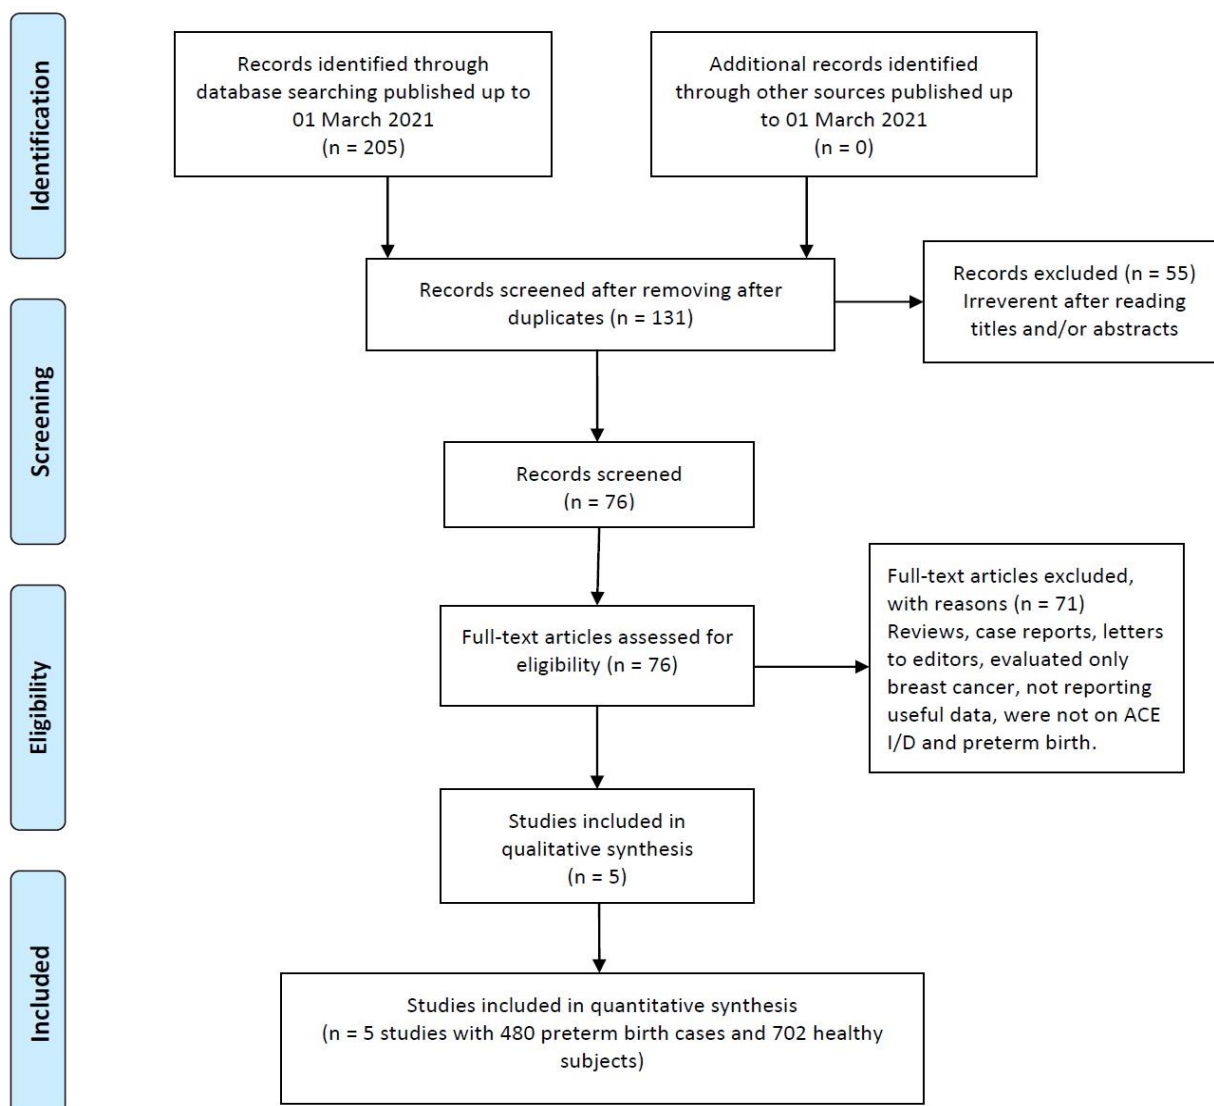 Identification
Records identified through
database searching published up to
01 March 2021
(n = 205)
Additional records identified
through other sources published up
to 01 March 2021
(n = 0)
Records screened after removing after
duplicates (n = 131)
Records excluded (n = 55)
Irreverent after reading
titles and/or abstracts
Screening
Records screened
(n = 76)
Eligibility
Full-text articles assessed for
eligibility (n = 76)
Full-text articles excluded,
with reasons (n = 71)
Reviews, case reports, letters
to editors, evaluated only
breast cancer, not reporting
useful data, were not on ACE
I/D and preterm birth.
Studies included in
qualitative synthesis
(n = 5)
Included
Studies included in quantitative synthesis
(n = 5 studies with 480 preterm birth cases and 702 healthy
subjects)